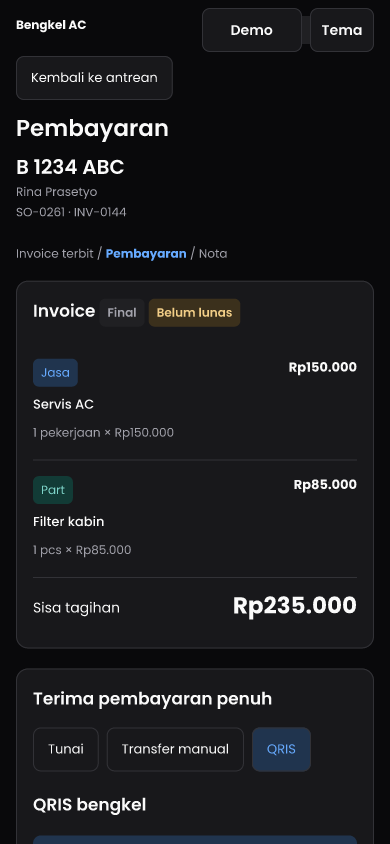 Bengkel AC
Demo
Tema
Kembali ke antrean
Pembayaran
B 1234 ABC
Rina Prasetyo
SO-0261 · INV-0144
Invoice terbit / Pembayaran / Nota
Invoice Final Belum lunas
Jasa Rp150.000
Servis AC
1 pekerjaan × Rp150.000
Part Rp85.000
Filter kabin
1 pcs × Rp85.000
Sisa tagihan Rp235.000
Terima pembayaran penuh
Tunai Transfer manual QRIS
QRIS bengkel